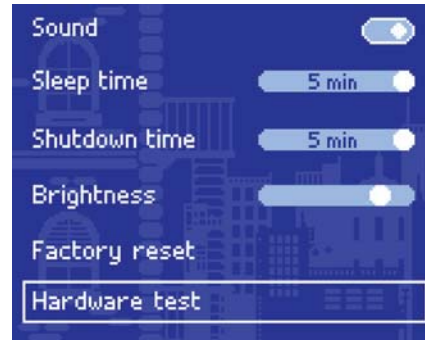 Sound
Sleep time 5 min
Shutdown time 5 min
Brightness
Factory reset
Hardware test